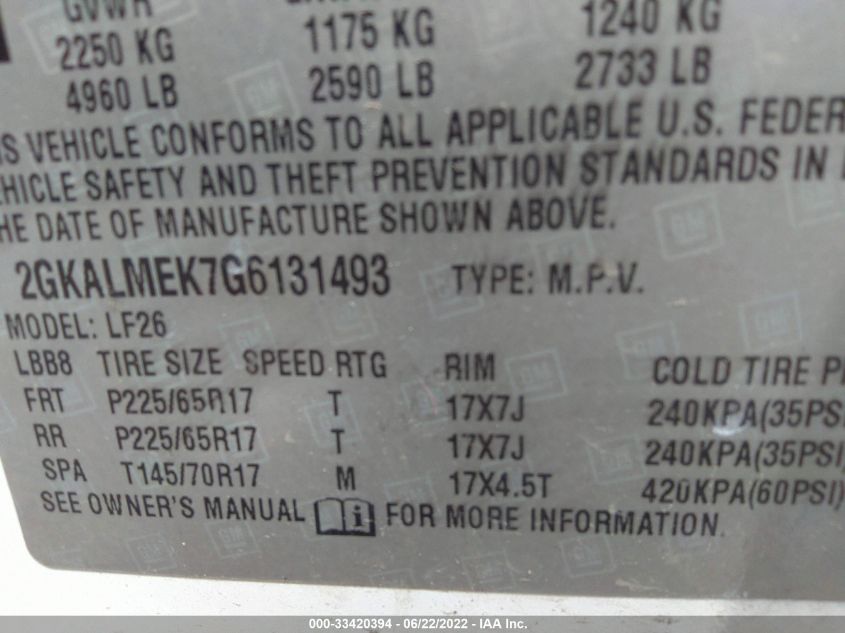 GVWR
2250 KG 1175 KG 1240 KG
4960 LB 2590 LB 2733 LB
VEHICLE CONFORMS TO ALL APPLICABLE U.S. FEDER
HICLE SAFETY AND THEFT PREVENTION STANDARDS IN
HE DATE OF MANUFACTURE SHOWN ABOVE.
2GKALMEK7G6131493 TYPE: M.P.V.
MODEL: LF26
LBB8 TIRE SIZE SPEED RTG RIM COLD TIRE P
FRT P225/65R17 T 17X7J 240KPA(35PS
RR P225/65R17 T 17X7J 240KPA(35PSI)
SPA T145/70R17 M 17X4.5T 420KPA(60PSI)
SEE OWNER'S MANUAL i FOR MORE INFORMATION.
000-33420394 - 06/22/2022 - IAA Inc.